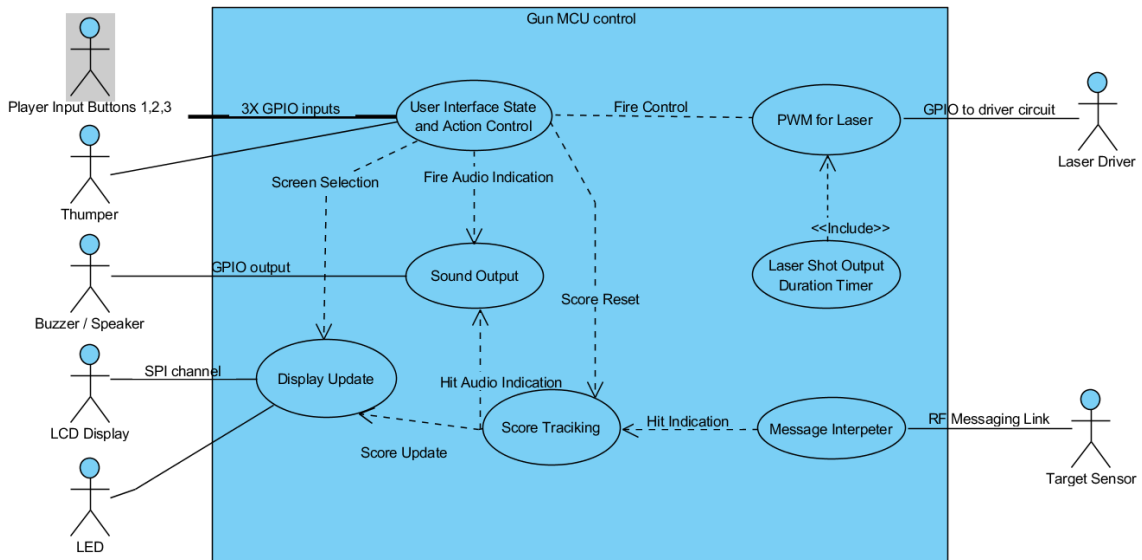 Gun MCU control
Player Input Buttons 1,2,3
3X GPIO inputs
User Interface State
and Action Control
Fire Control
PWM for Laser
GPIO to driver circuit
Laser Driver
Thumper
Screen Selection
Fire Audio Indication
<<Include>>
GPIO output
Sound Output
Laser Shot Output
Duration Timer
Buzzer / Speaker
Score Reset
SPI channel
Display Update
Hit Audio Indication
LCD Display
Score Traciking
Hit Indication
Message Interpeter
RF Messaging Link
Score Update
Target Sensor
LED